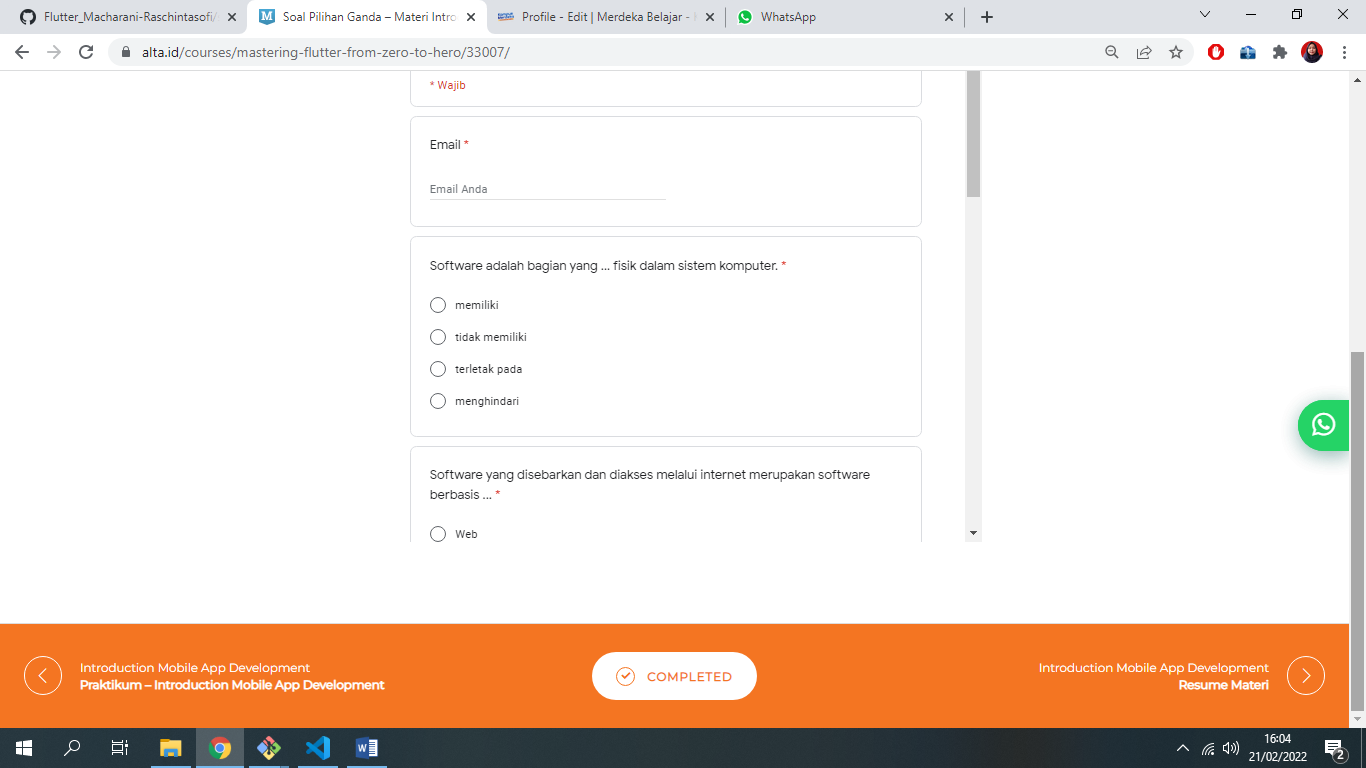 Flutter_Macharani-Raschintasofi/
Soal Pilihan Ganda – Materi Intro
Profile - Edit | Merdeka Belajar -
WhatsApp
alta.id/courses/mastering-flutter-from-zero-to-hero/33007/
* Wajib
Email *
Email Anda
Software adalah bagian yang ... fisik dalam sistem komputer. *
memiliki
tidak memiliki
terletak pada
menghindari
Software yang disebarkan dan diakses melalui internet merupakan software
berbasis ... *
Web
Introduction Mobile App Development
Praktikum – Introduction Mobile App Development
COMPLETED
Introduction Mobile App Development
Resume Materi
16:04
21/02/2022
2